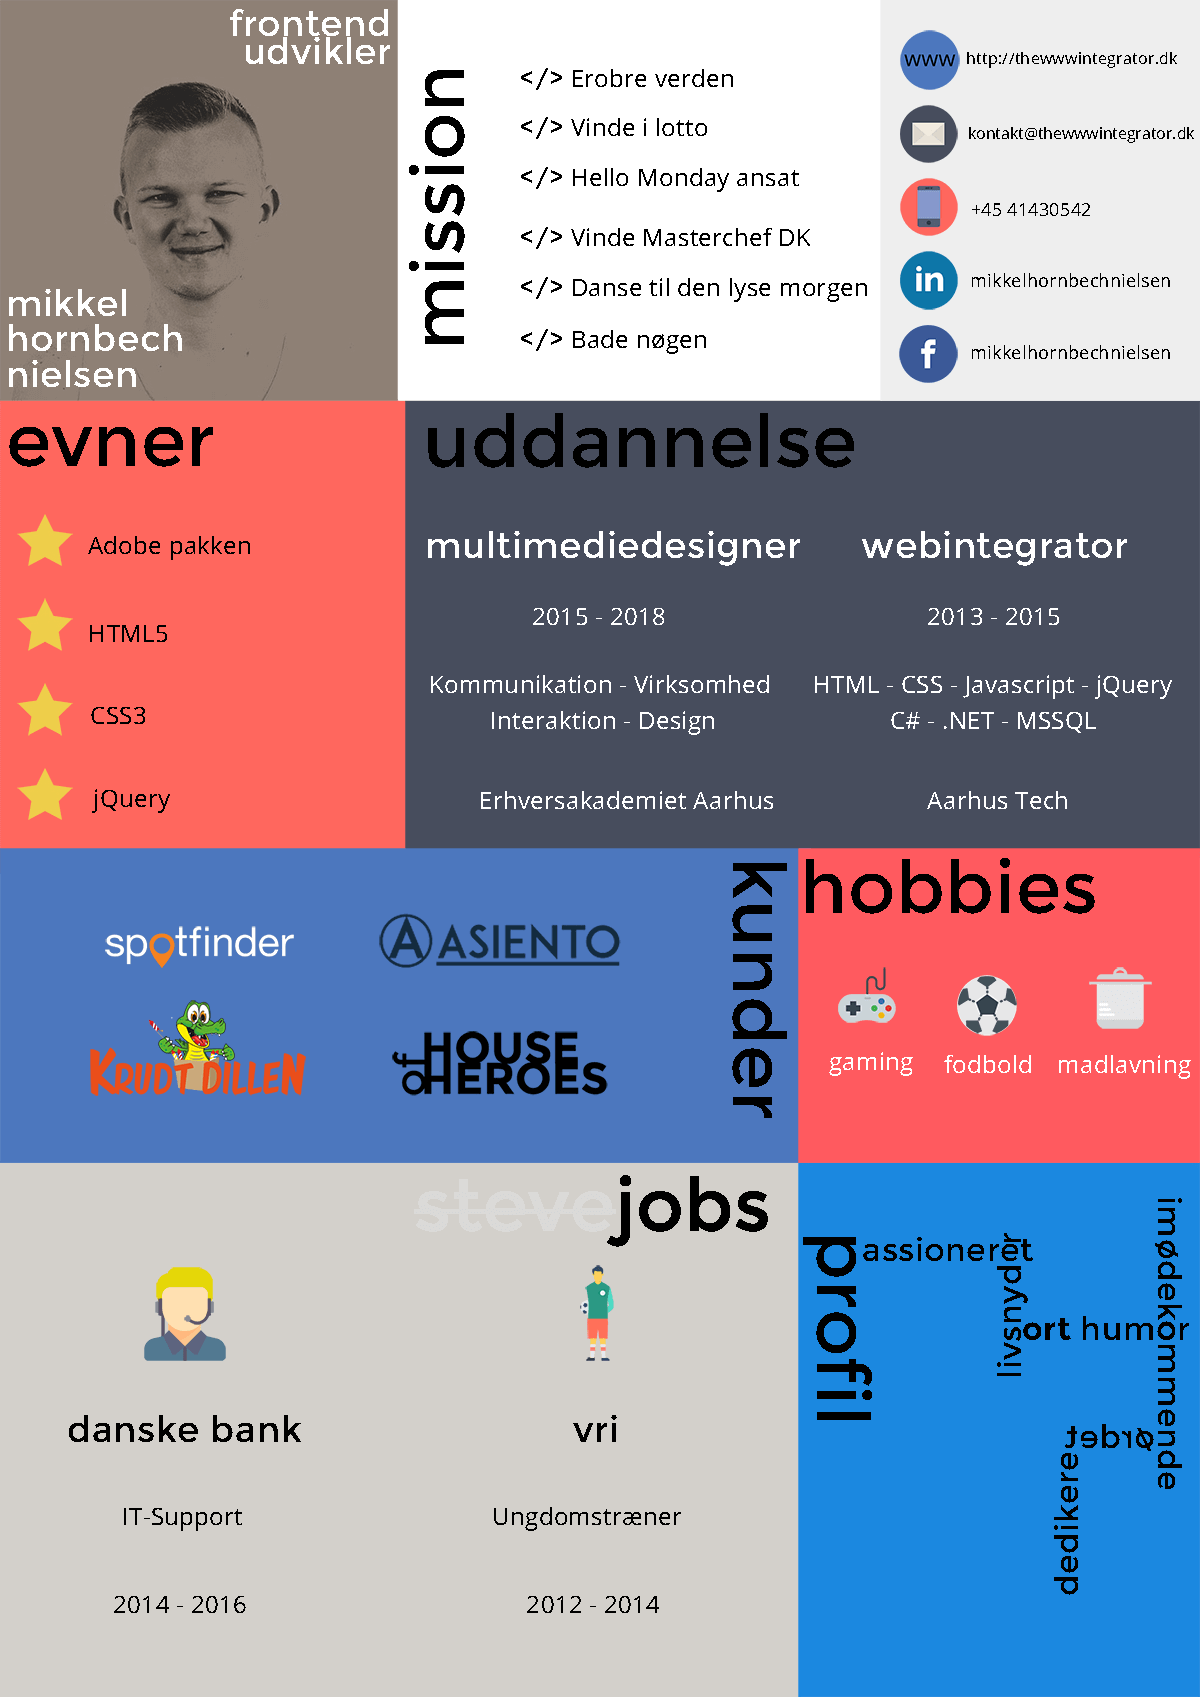 frontend
udvikler
mikkel
hornbech
nielsen
mission
</> Erobre verden
</> Vinde i lotto
</> Hello Monday ansat
</> Vinde Masterchef DK
</> Danse til den lyse morgen
</> Bade nøgen
www http://thewwwintegrator.dk
kontakt@thewwwintegrator.dk
+45 41430542
in mikkelhornbechnielsen
f mikkelhornbechnielsen
evner
Adobe pakken
HTML5
CSS3
jQuery
uddannelse
multimediedesigner
2015 - 2018
Kommunikation - Virksomhed
Interaktion - Design
Erhversakademiet Aarhus
webintegrator
2013 - 2015
HTML - CSS - Javascript - jQuery
C# - .NET - MSSQL
Aarhus Tech
kunder
spotfinder
A ASIENTO
KRUDT DILLEN
HOUSE
of HEROES
hobbies
gaming
fodbold
madlavning
stevejobs
danske bank
IT-Support
2014 - 2016
vri
Ungdomstræner
2012 - 2014
profil
assioneret
livsnyder
ort humor
imødekommende
ørdet
dedikere